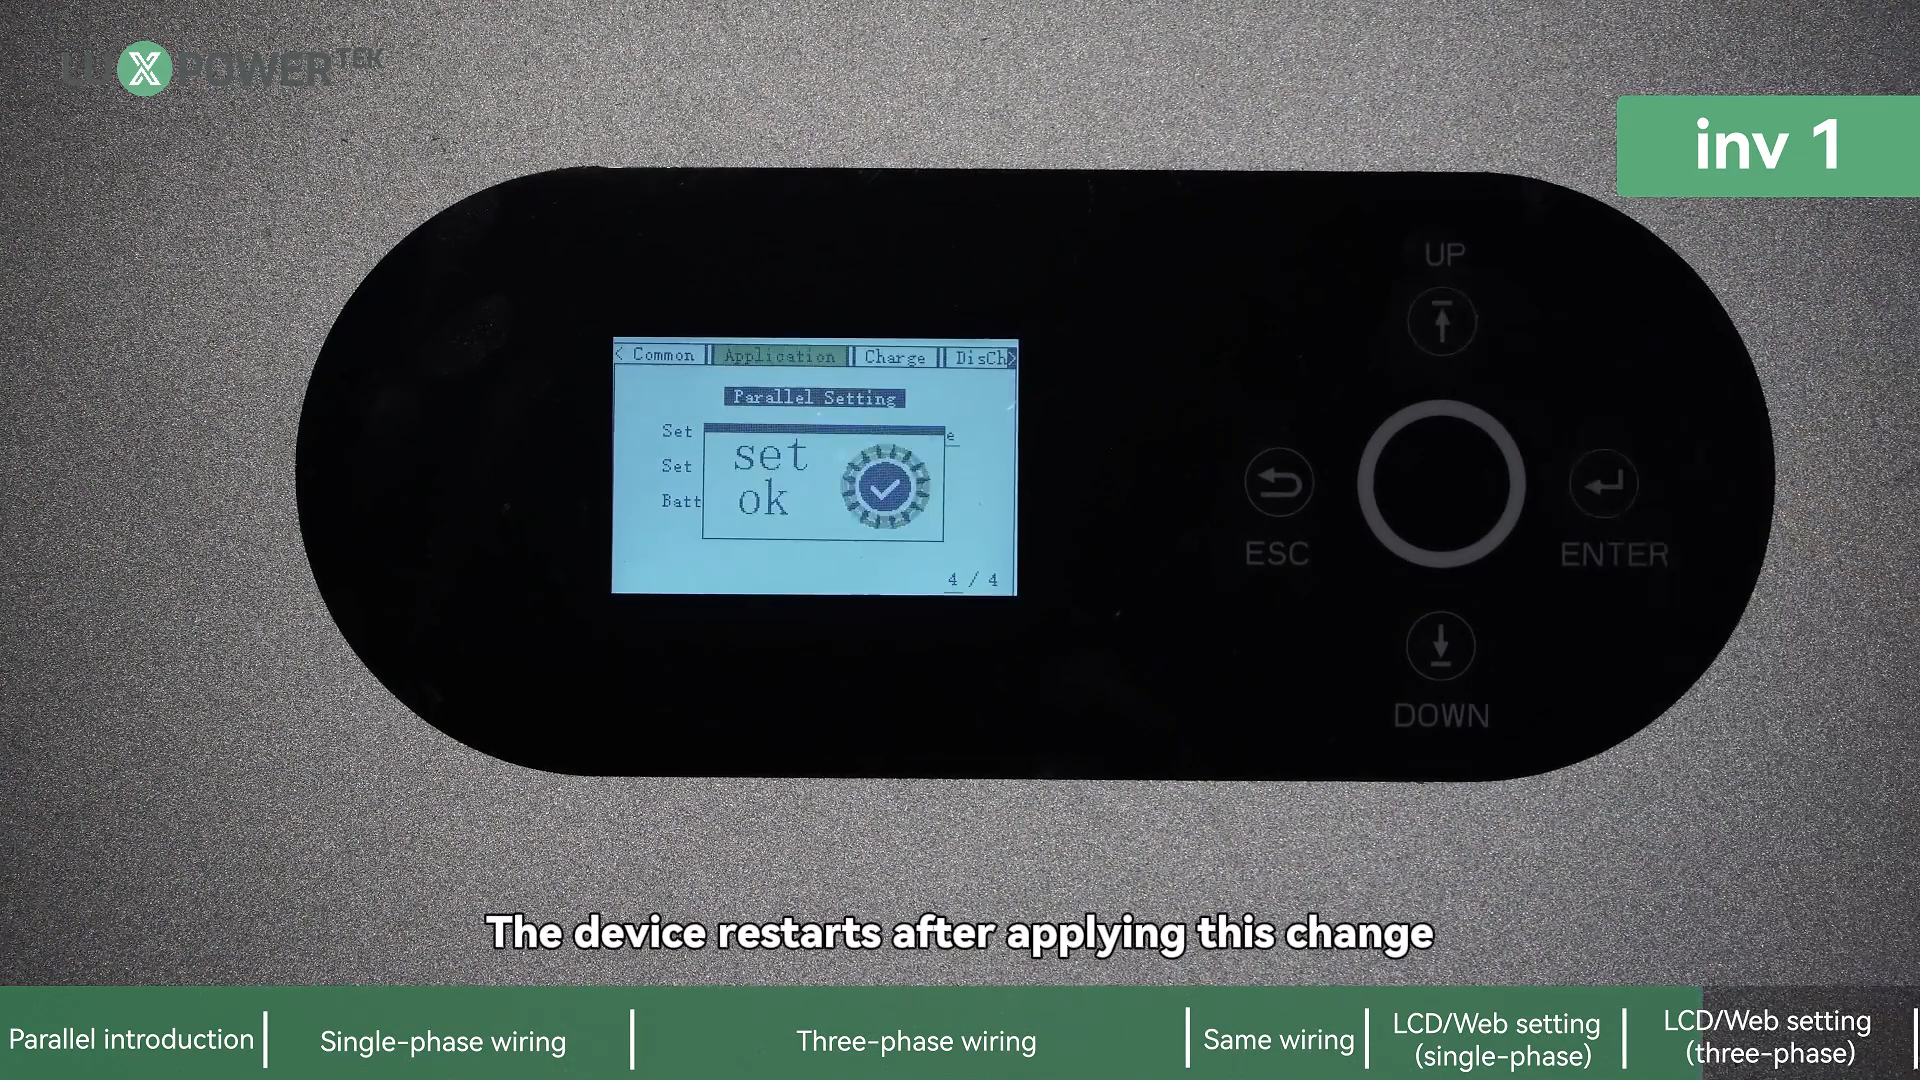 LUXPOWERTEK
inv 1
UP
< Common
Application
Charge
DisCh>
Parallel Setting
Set
e
set
ok
Set
Batt
4 / 4
ESC
ENTER
DOWN
The device restarts after applying this change
Parallel introduction
Single-phase wiring
Three-phase wiring
Same wiring
LCD/Web setting
(single-phase)
LCD/Web setting
(three-phase)